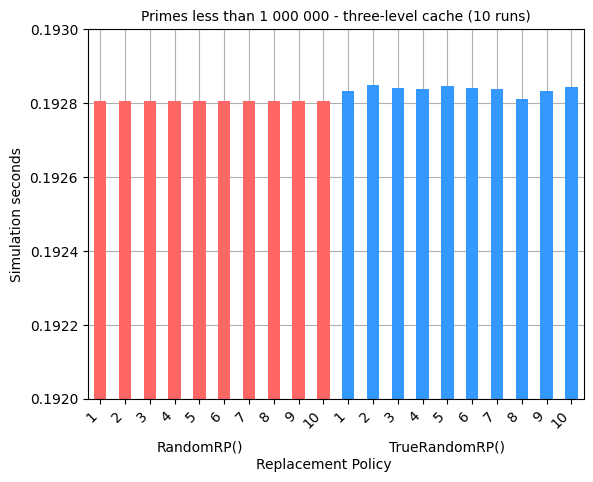 Primes less than 1 000 000 - three-level cache (10 runs)
Simulation seconds
0.1930
0.1928
0.1926
0.1924
0.1922
0.1920
1 2 3 4 5 6 7 8 9 10 1 2 3 4 5 6 7 8 9 10
RandomRP() TrueRandomRP()
Replacement Policy